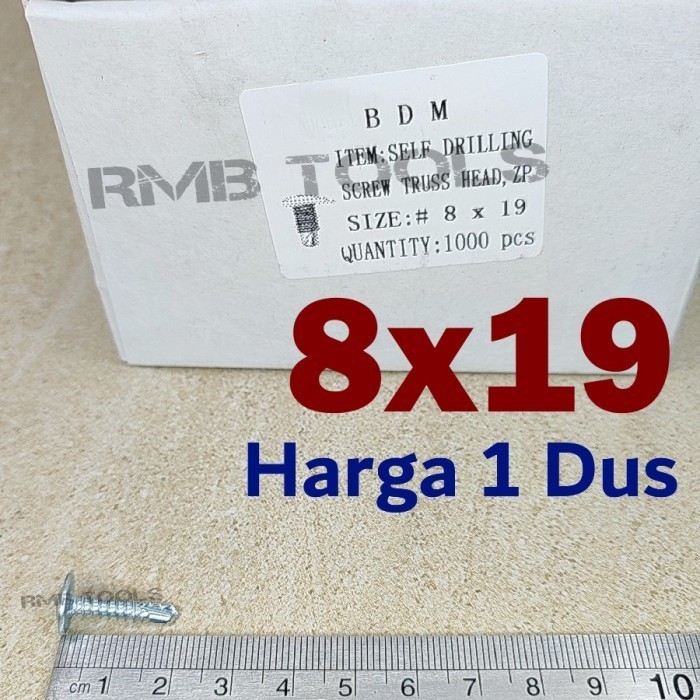 B D M
ITEM:SELF DRILLING
SCREW TRUSS HEAD, ZP
SIZE:# 8 x 19
QUANTITY:1000 pcs
RMB TOOLS
8x19
Harga 1 Dus
RMB TOOLS
cm 1 2 3 4 5 6 7 8 9 10